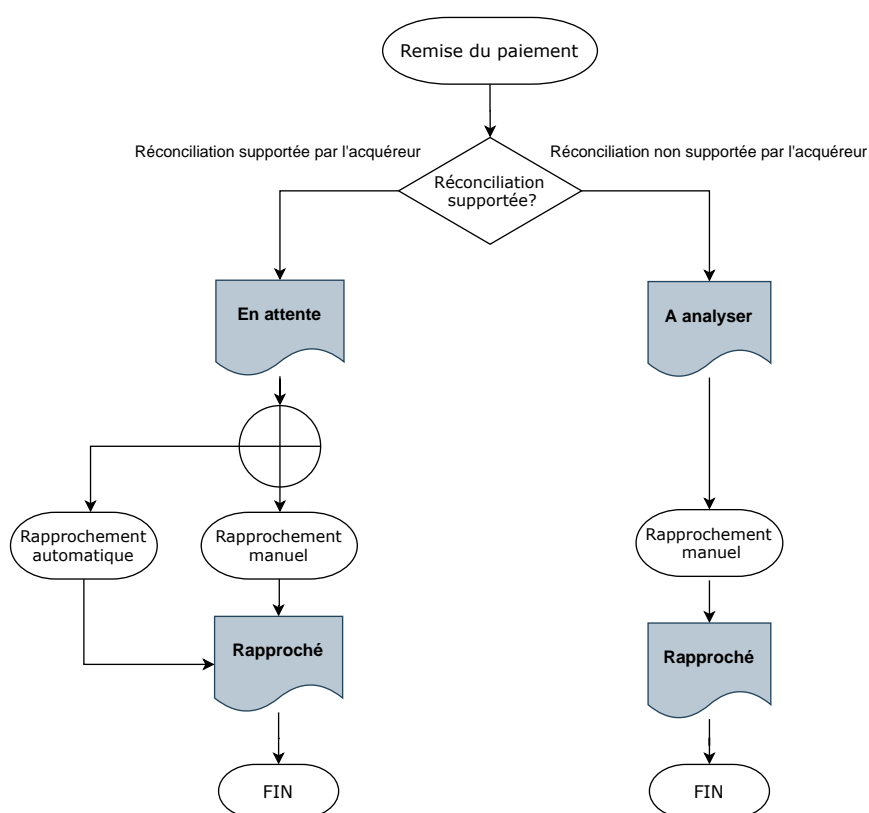 Remise du paiement
Réconciliation supportée par l'acquéreur
Réconciliation non supportée par l'acquéreur
Réconciliation
supportée?
En attente
A analyser
Rapprochement
automatique
Rapprochement
manuel
Rapprochement
manuel
Rapproché
Rapproché
FIN
FIN